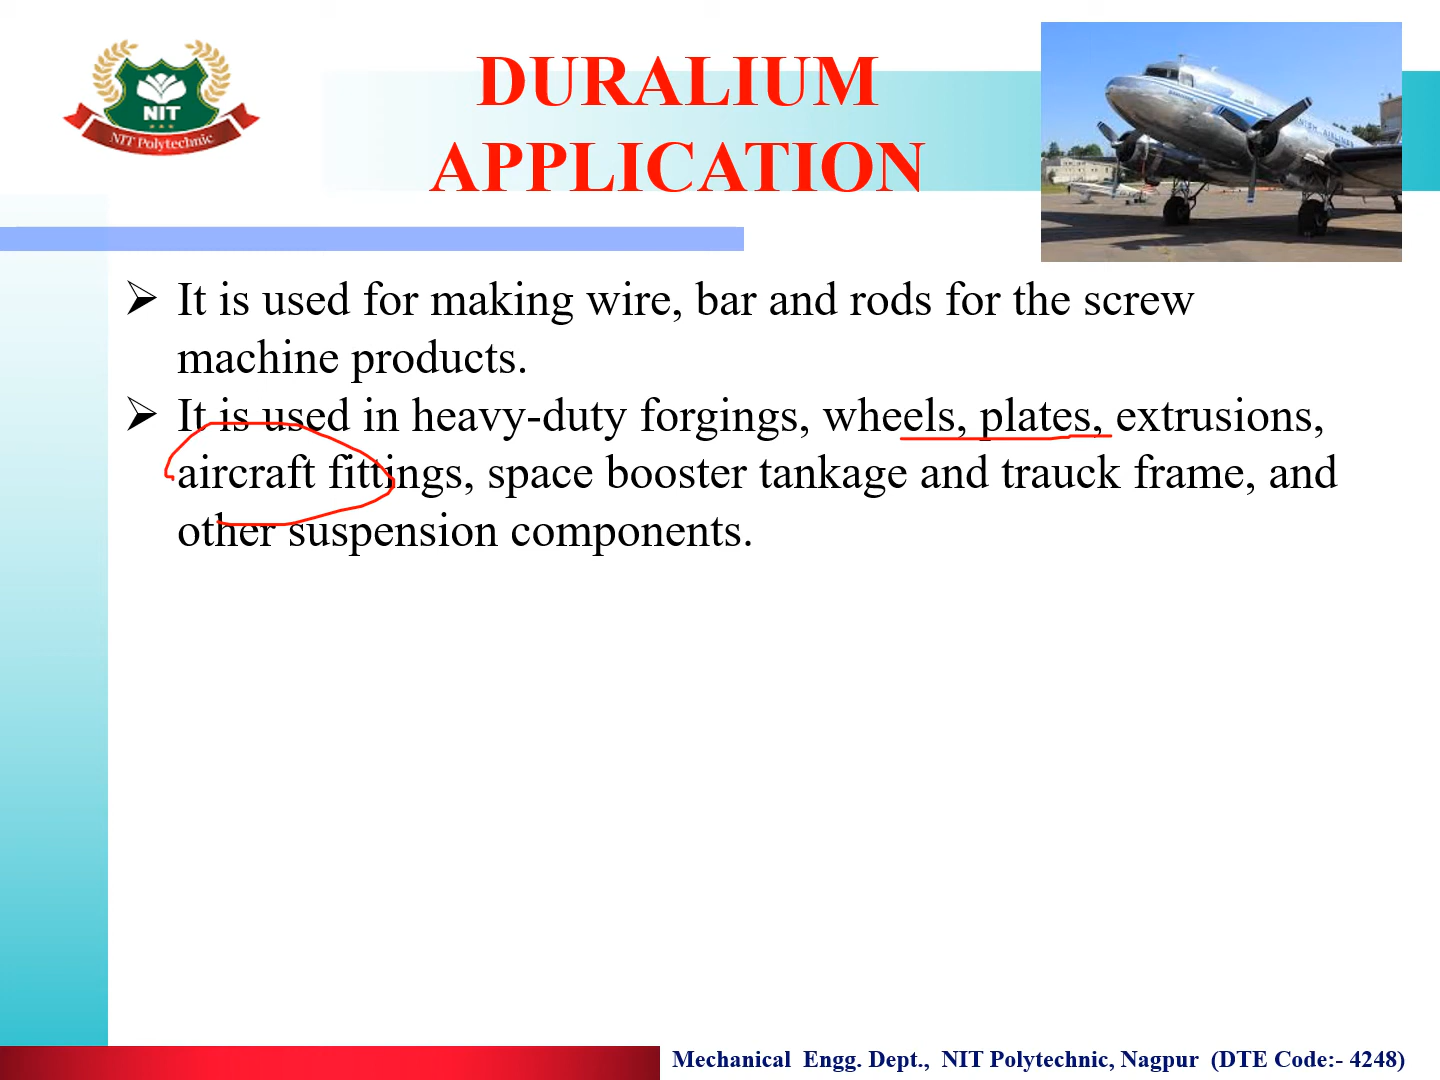 NIT
NIT Polytechnic
DURALIUM
APPLICATION
➢ It is used for making wire, bar and rods for the screw
machine products.
➢ It is used in heavy-duty forgings, wheels, plates, extrusions,
aircraft fittings, space booster tankage and trauck frame, and
other suspension components.
Mechanical Engg. Dept., NIT Polytechnic, Nagpur (DTE Code:- 4248)